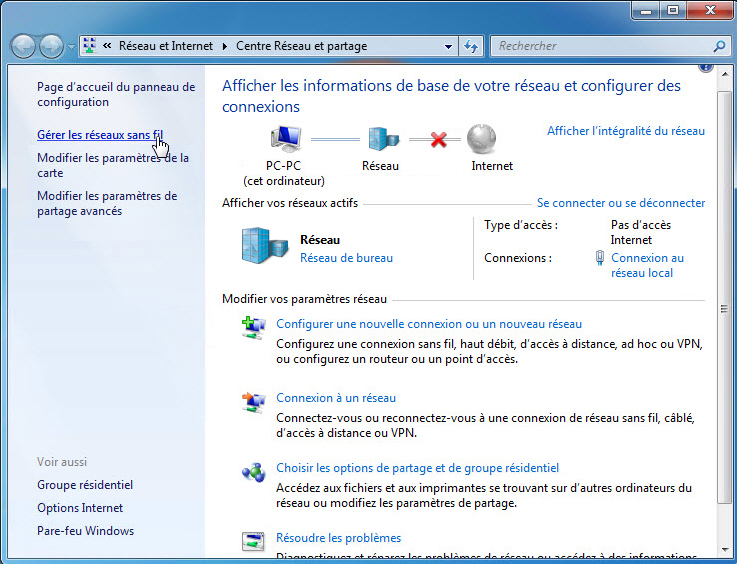 « Réseau et Internet Centre Réseau et partage Rechercher
Page d'accueil du panneau de
configuration
Gérer les réseaux sans fil
Modifier les paramètres de la
carte
Modifier les paramètres de
partage avancés
Voir aussi
Groupe résidentiel
Options Internet
Pare-feu Windows
Afficher les informations de base de votre réseau et configurer des
connexions
Afficher l'intégralité du réseau
PC-PC Réseau Internet
(cet ordinateur)
Afficher vos réseaux actifs Se connecter ou se déconnecter
Réseau
Réseau de bureau
Type d'accès : Pas d'accès
Internet
Connexions : Connexion au
réseau local
Modifier vos paramètres réseau
Configurer une nouvelle connexion ou un nouveau réseau
Configurez une connexion sans fil, haut débit, d'accès à distance, ad hoc ou VPN,
ou configurez un routeur ou un point d'accès.
Connexion à un réseau
Connectez-vous ou reconnectez-vous à une connexion de réseau sans fil, câblé,
d'accès à distance ou VPN.
Choisir les options de partage et de groupe résidentiel
Accédez aux fichiers et aux imprimantes se trouvant sur d'autres ordinateurs du
réseau ou modifiez les paramètres de partage.
Résoudre les problèmes
Diagnostiquez et réparez les problèmes de réseau ou accédez à des informations